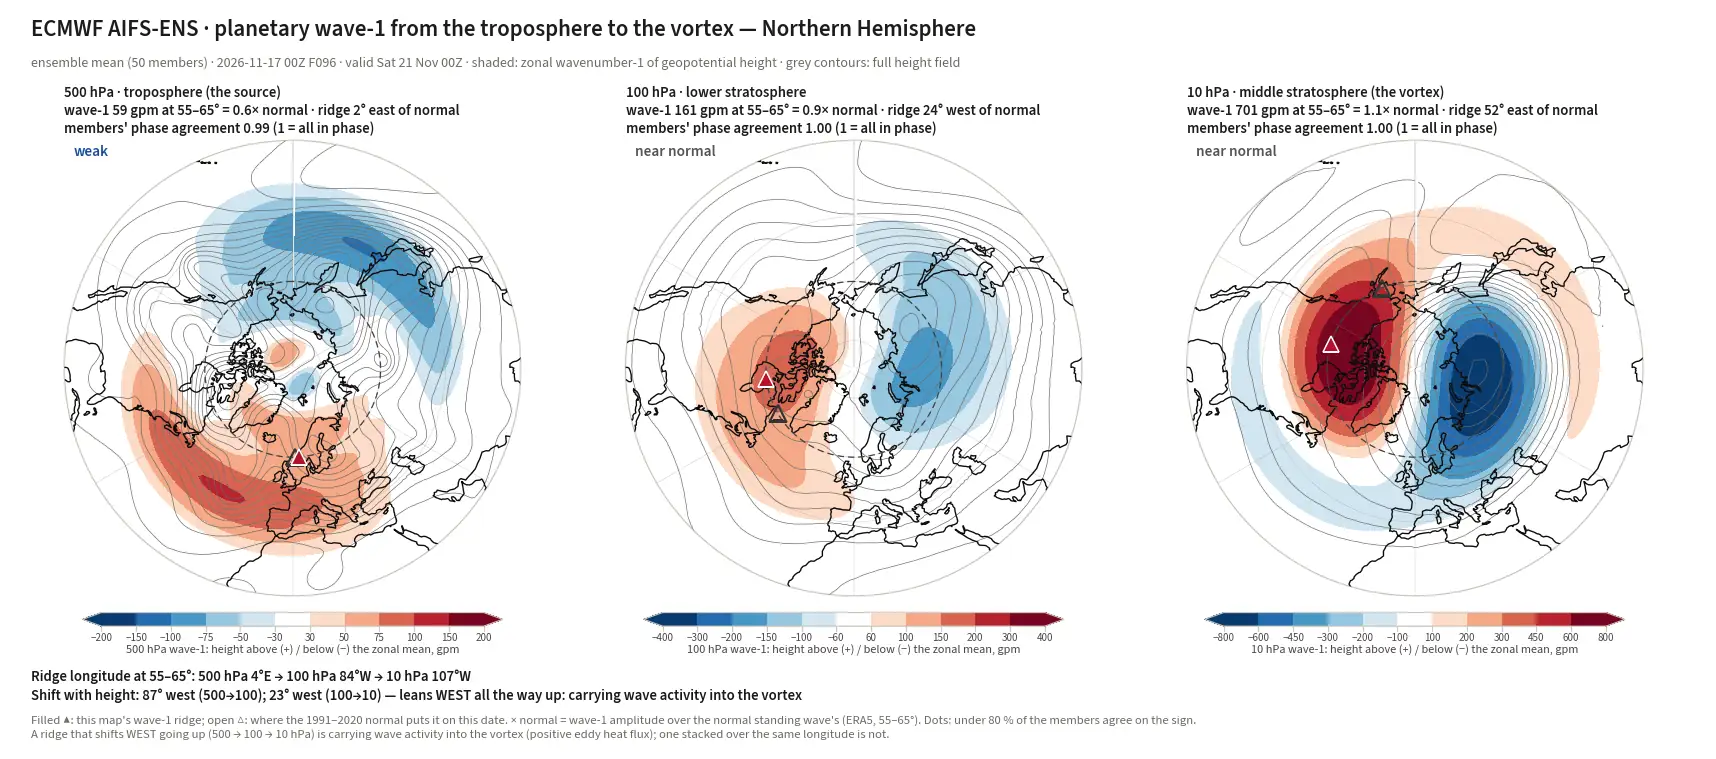 ECMWF AIFS-ENS · planetary wave-1 from the troposphere to the vortex — Northern Hemisphere
ensemble mean (50 members) · 2026-11-17 00Z F096 · valid Sat 21 Nov 00Z · shaded: zonal wavenumber-1 of geopotential height · grey contours: full height field
500 hPa · troposphere (the source)
wave-1 59 gpm at 55–65° = 0.6× normal · ridge 2° east of normal
members' phase agreement 0.99 (1 = all in phase)
weak
100 hPa · lower stratosphere
wave-1 161 gpm at 55–65° = 0.9× normal · ridge 24° west of normal
members' phase agreement 1.00 (1 = all in phase)
near normal
10 hPa · middle stratosphere (the vortex)
wave-1 701 gpm at 55–65° = 1.1× normal · ridge 52° east of normal
members' phase agreement 1.00 (1 = all in phase)
near normal
−200 −150 −100 −75 −50 −30 30 50 75 100 150 200
500 hPa wave-1: height above (+) / below (−) the zonal mean, gpm
−400 −300 −200 −150 −100 −60 60 100 150 200 300 400
100 hPa wave-1: height above (+) / below (−) the zonal mean, gpm
−800 −600 −450 −300 −200 −100 100 200 300 450 600 800
10 hPa wave-1: height above (+) / below (−) the zonal mean, gpm
Ridge longitude at 55–65°: 500 hPa 4°E → 100 hPa 84°W → 10 hPa 107°W
Shift with height: 87° west (500→100); 23° west (100→10) — leans WEST all the way up: carrying wave activity into the vortex
Filled ▲: this map's wave-1 ridge; open △: where the 1991–2020 normal puts it on this date. × normal = wave-1 amplitude over the normal standing wave's (ERA5, 55–65°). Dots: under 80 % of the members agree on the sign.
A ridge that shifts WEST going up (500 → 100 → 10 hPa) is carrying wave activity into the vortex (positive eddy heat flux); one stacked over the same longitude is not.